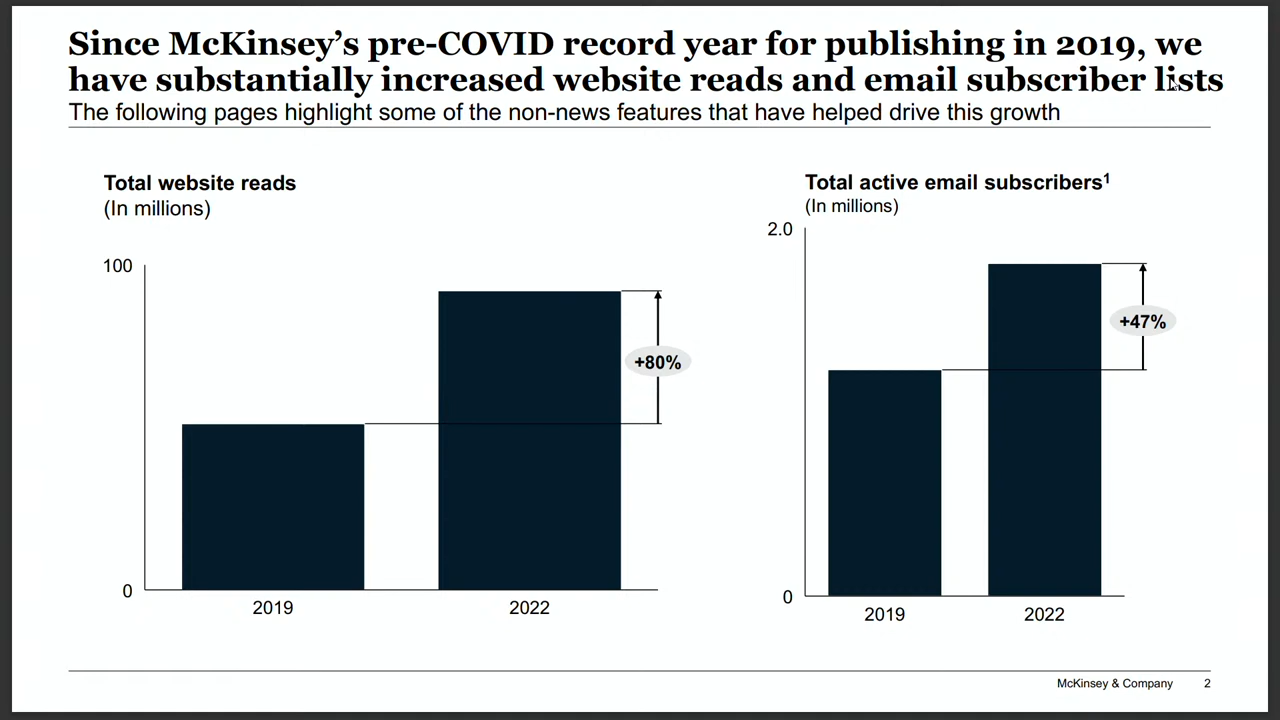 Since McKinsey’s pre-COVID record year for publishing in 2019, we
have substantially increased website reads and email subscriber lists
The following pages highlight some of the non-news features that have helped drive this growth
Total website reads
(In millions)
100
+80%
0
2019
2022
Total active email subscribers¹
(In millions)
2.0
+47%
0
2019
2022
McKinsey & Company
2